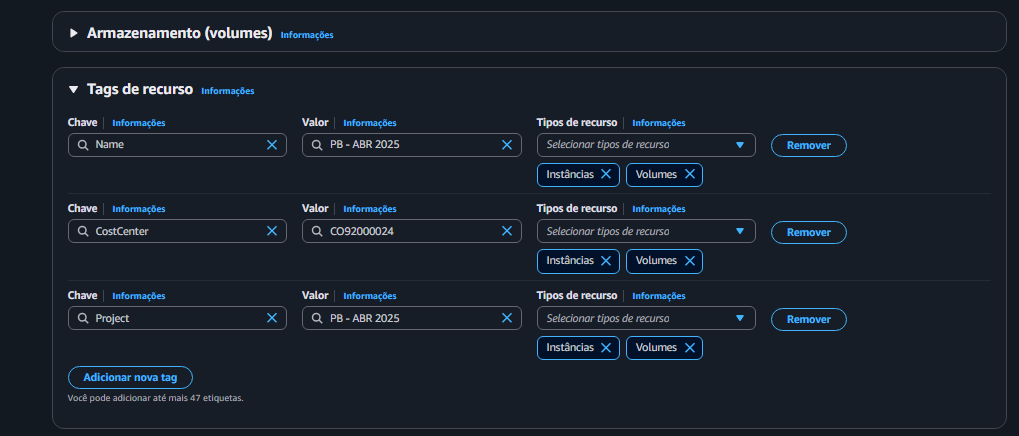 Armazenamento (volumes) Informações
Tags de recurso Informações
Chave Informações Valor Informações Tipos de recurso Informações
Name PB - ABR 2025 Selecionar tipos de recurso Remover
Instâncias Volumes
Chave Informações Valor Informações Tipos de recurso Informações
CostCenter CO92000024 Selecionar tipos de recurso Remover
Instâncias Volumes
Chave Informações Valor Informações Tipos de recurso Informações
Project PB - ABR 2025 Selecionar tipos de recurso Remover
Instâncias Volumes
Adicionar nova tag
Você pode adicionar até mais 47 etiquetas.